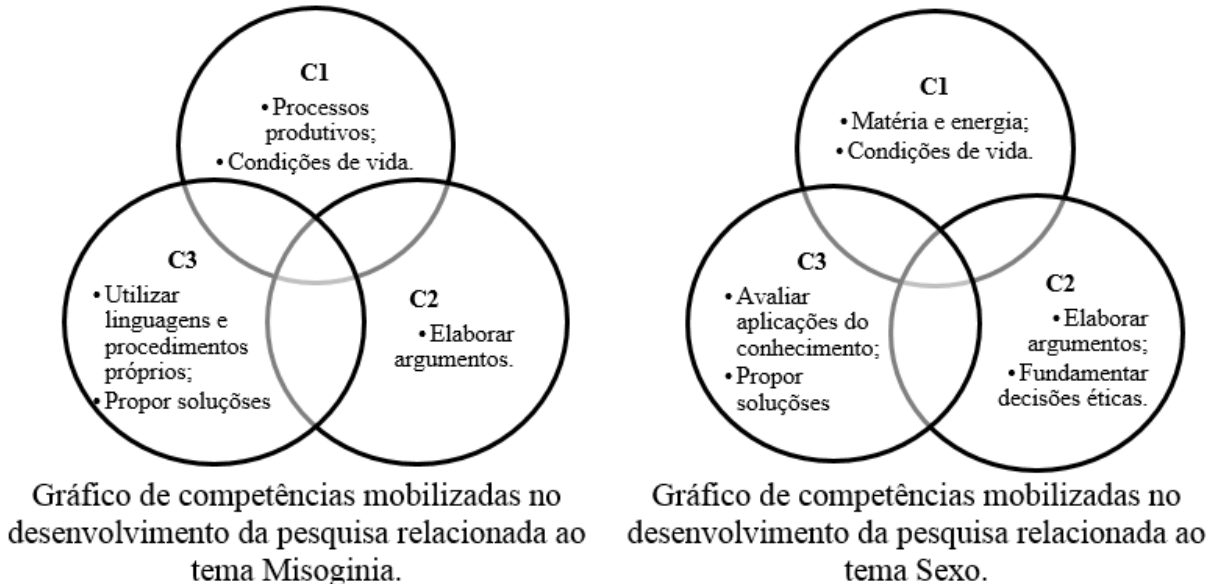 C1
• Processos
produtivos;
• Condições de vida.
C3
• Utilizar
linguagens e
procedimentos
próprios;
• Propor soluções
C2
• Elaborar
argumentos.
Gráfico de competências mobilizadas no
desenvolvimento da pesquisa relacionada ao
tema Misoginia.
C1
• Matéria e energia;
• Condições de vida.
C3
• Avaliar
aplicações do
conhecimento;
• Propor
soluções
C2
• Elaborar
argumentos;
• Fundamentar
decisões éticas.
Gráfico de competências mobilizadas no
desenvolvimento da pesquisa relacionada ao
tema Sexo.